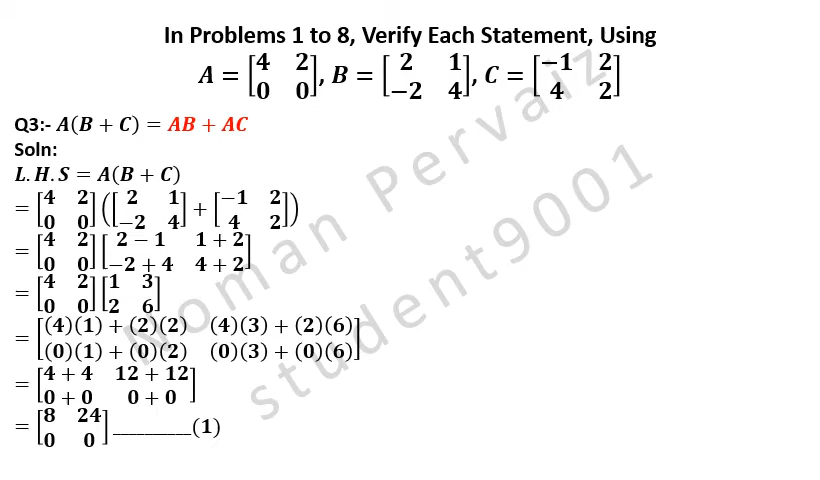 In Problems 1 to 8, Verify Each Statement, Using
A = [4 2; 0 0], B = [2 1; −2 4], C = [−1 2; 4 2]
Q3:- A(B + C) = AB + AC
Soln:
L.H.S = A(B + C)
= [4 2; 0 0] ([2 1; −2 4] + [−1 2; 4 2])
= [4 2; 0 0] [2 − 1 1 + 2; −2 + 4 4 + 2]
= [4 2; 0 0] [1 3; 2 6]
= [(4)(1) + (2)(2) (4)(3) + (2)(6); (0)(1) + (0)(2) (0)(3) + (0)(6)]
= [4 + 4 12 + 12; 0 + 0 0 + 0]
= [8 24; 0 0] __________(1)
Noman Pervaiz
student9001